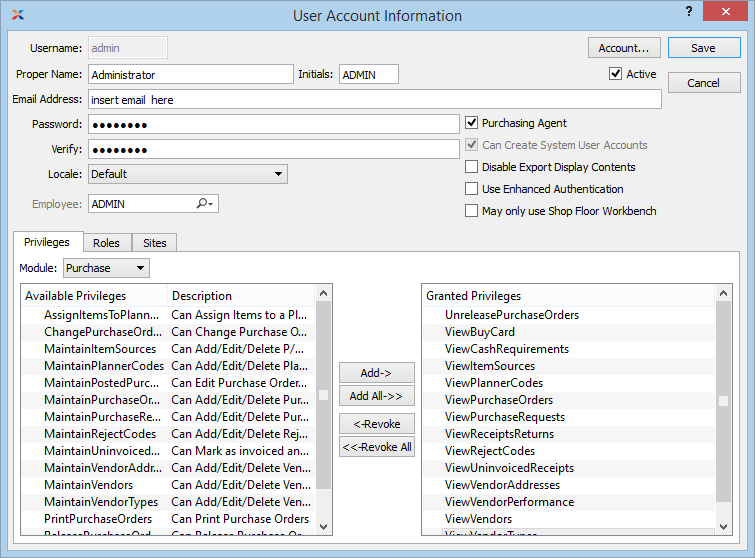 User Account Information
?
Username: admin
Account...
Save
Proper Name: Administrator
Initials: ADMIN
Active
Cancel
Email Address: insert email  here
Password: ●●●●●●●●
Purchasing Agent
Can Create System User Accounts
Verify: ●●●●●●●●
Disable Export Display Contents
Locale: Default
Use Enhanced Authentication
Employee: ADMIN
May only use Shop Floor Workbench
Privileges Roles Sites
Module: Purchase
Available Privileges Description
AssignItemsToPlann... Can Assign Items to a Pl...
ChangePurchaseOrd... Can Change Purchase O...
MaintainItemSources Can Add/Edit/Delete P/...
MaintainPlannerCodes Can Add/Edit/Delete Pla...
MaintainPostedPurc... Can Edit Purchase Order...
MaintainPurchaseOr... Can Add/Edit/Delete Pur...
MaintainPurchaseRe... Can Add/Edit/Delete Pur...
MaintainRejectCodes Can Add/Edit/Delete Rej...
MaintainUninvoiced... Can Mark as invoiced an...
MaintainVendorAddr... Can Add/Edit/Delete Ven...
MaintainVendors Can Add/Edit/Delete Ven...
MaintainVendorTypes Can Add/Edit/Delete Ven...
PrintPurchaseOrders Can Print Purchase Orders
ReleasePurchaseOrd... Can Release Purchase Or...
Add->
Add All->>
<-Revoke
<<-Revoke All
Granted Privileges
UnreleasePurchaseOrders
ViewBuyCard
ViewCashRequirements
ViewItemSources
ViewPlannerCodes
ViewPurchaseOrders
ViewPurchaseRequests
ViewReceiptsReturns
ViewRejectCodes
ViewUninvoicedReceipts
ViewVendorAddresses
ViewVendorPerformance
ViewVendors
ViewVendorTypes